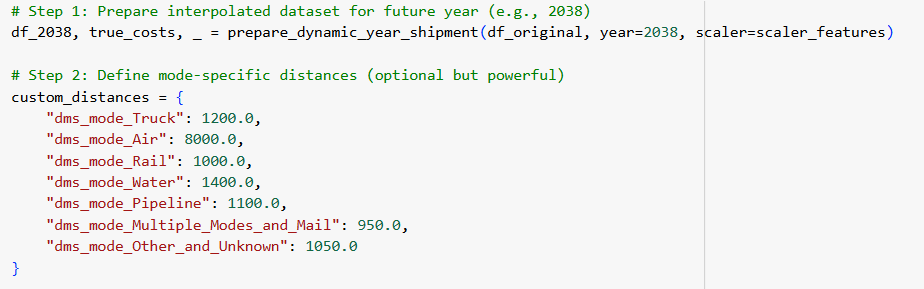 # Step 1: Prepare interpolated dataset for future year (e.g., 2038)
df_2038, true_costs, _ = prepare_dynamic_year_shipment(df_original, year=2038, scaler=scaler_features)

# Step 2: Define mode-specific distances (optional but powerful)
custom_distances = {
    "dms_mode_Truck": 1200.0,
    "dms_mode_Air": 8000.0,
    "dms_mode_Rail": 1000.0,
    "dms_mode_Water": 1400.0,
    "dms_mode_Pipeline": 1100.0,
    "dms_mode_Multiple_Modes_and_Mail": 950.0,
    "dms_mode_Other_and_Unknown": 1050.0
}